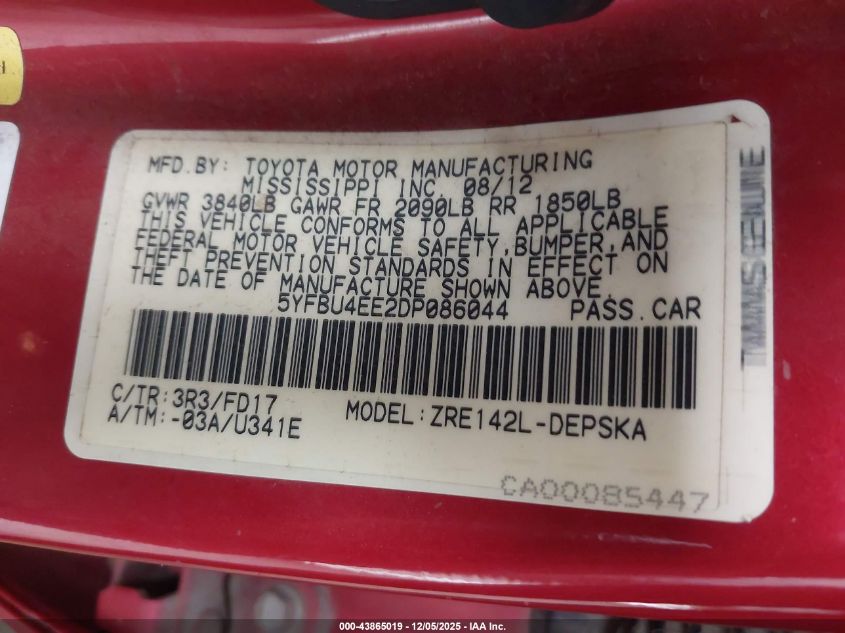 MFD.BY: TOYOTA MOTOR MANUFACTURING
MISSISSIPPI INC. 08/12
GVWR 3840LB GAWR FR 2090LB RR 1850LB
THIS VEHICLE CONFORMS TO ALL APPLICABLE
FEDERAL MOTOR VEHICLE SAFETY,BUMPER,AND
THEFT PREVENTION STANDARDS IN EFFECT ON
THE DATE OF MANUFACTURE SHOWN ABOVE.
5YFBU4EE2DP086044 PASS.CAR
C/TR:3R3/FD17
A/TM:-03A/U341E MODEL:ZRE142L-DEPSKA
CA00085447
000-43865019 - 12/05/2025 - IAA Inc.